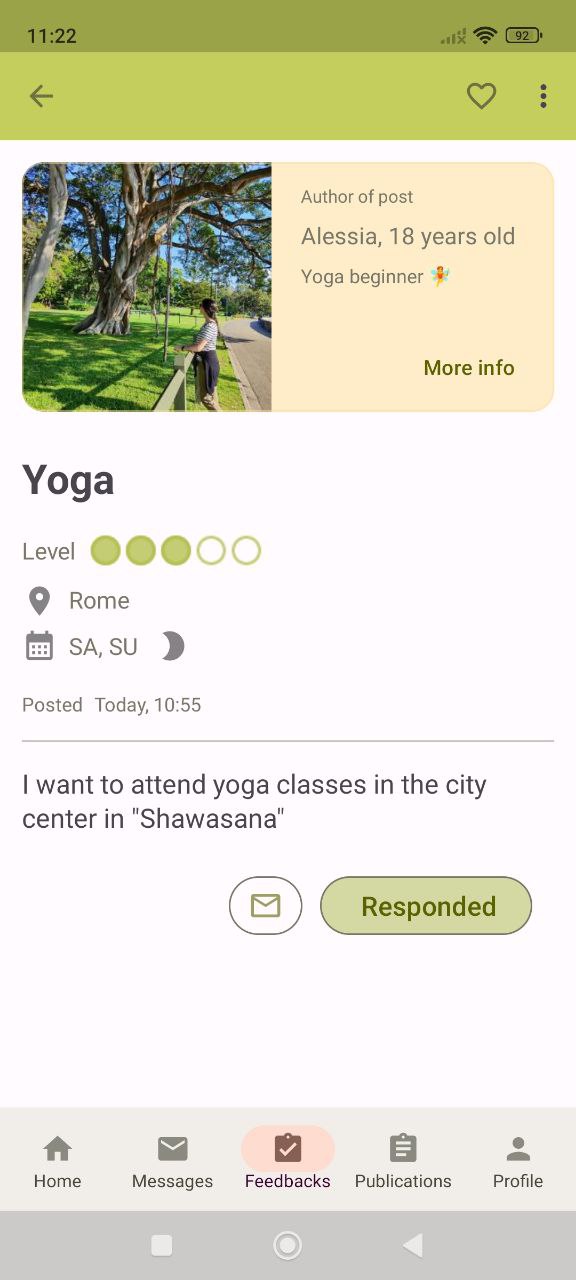 11:22
92
Author of post
Alessia, 18 years old
Yoga beginner 🧚
More info
Yoga
Level
Rome
SA, SU
Posted Today, 10:55
I want to attend yoga classes in the city
center in "Shawasana"
Responded
Home Messages Feedbacks Publications Profile